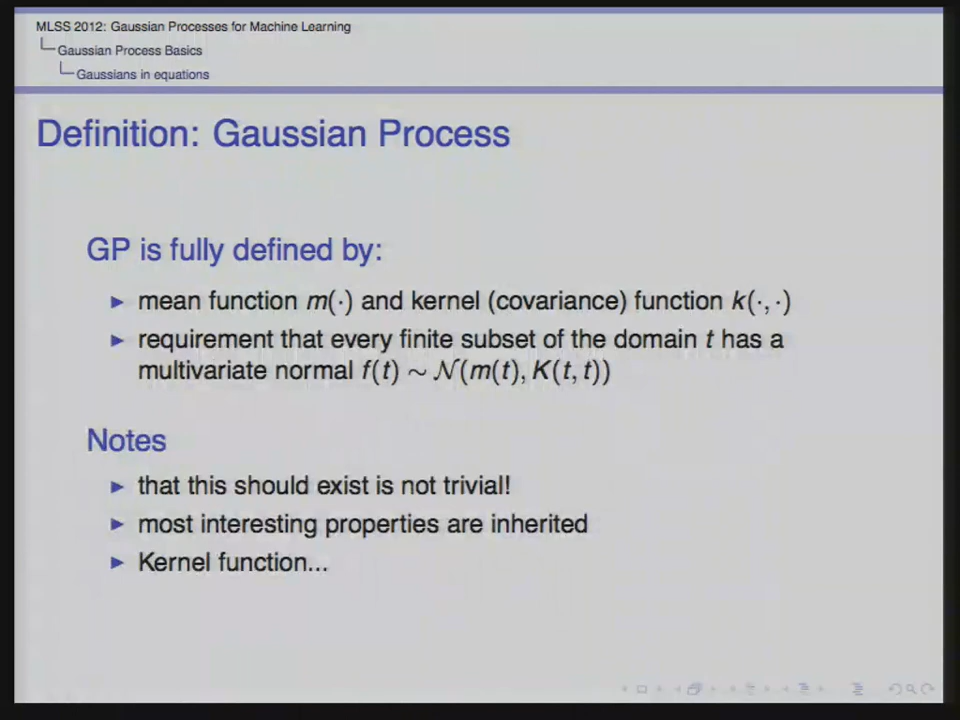 MLSS 2012: Gaussian Processes for Machine Learning
Gaussian Process Basics
Gaussians in equations
Definition: Gaussian Process
GP is fully defined by:
▶ mean function m(·) and kernel (covariance) function k(·, ·)
▶ requirement that every finite subset of the domain t has a
multivariate normal f(t) ∼ 𝒩(m(t), K(t, t))
Notes
▶ that this should exist is not trivial!
▶ most interesting properties are inherited
▶ Kernel function...